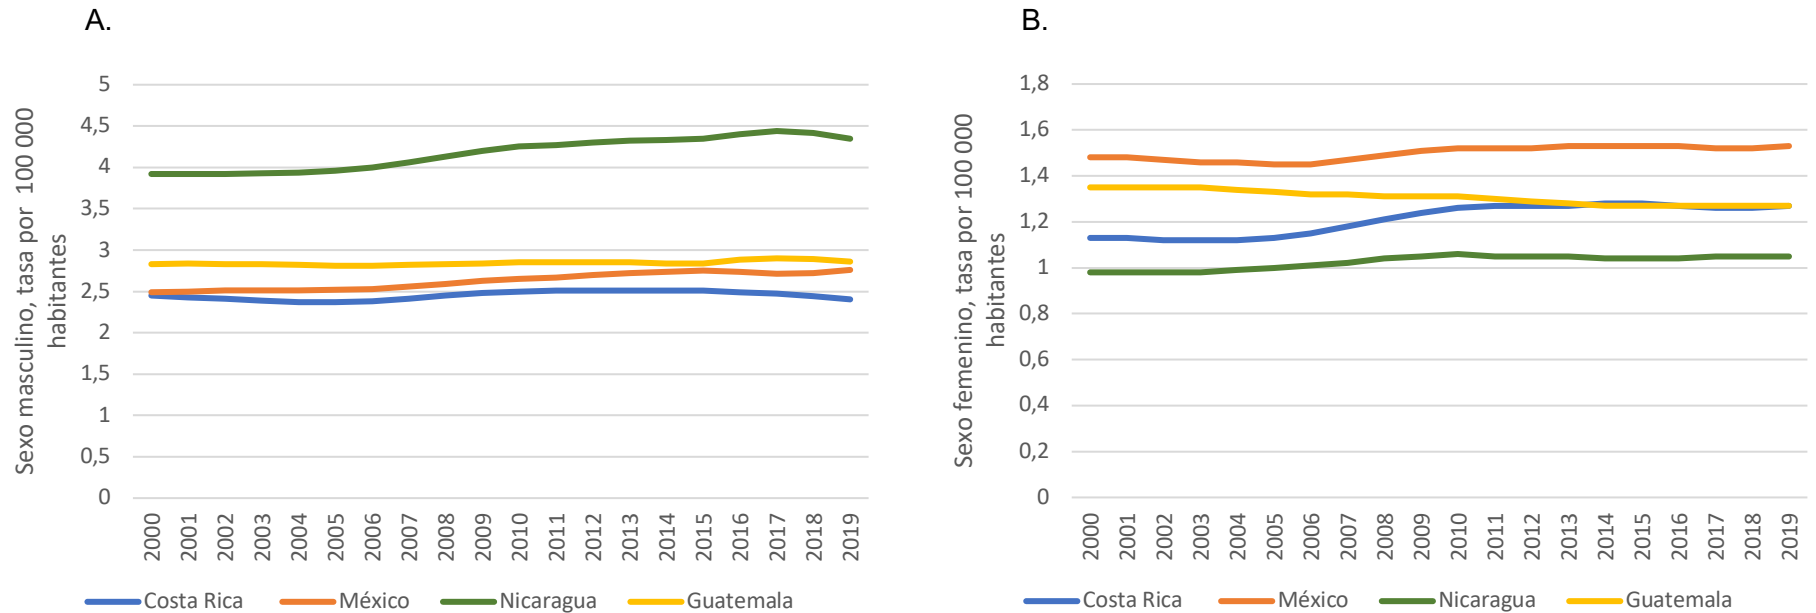 A.
Sexo masculino, tasa por 100 000
habitantes
5
4,5
4
3,5
3
2,5
2
1,5
1
0,5
0
2000 2001 2002 2003 2004 2005 2006 2007 2008 2009 2010 2011 2012 2013 2014 2015 2016 2017 2018 2019
Costa Rica México Nicaragua Guatemala
B.
Sexo femenino, tasa por 100 000
habitantes
1,8
1,6
1,4
1,2
1
0,8
0,6
0,4
0,2
0
2000 2001 2002 2003 2004 2005 2006 2007 2008 2009 2010 2011 2012 2013 2014 2015 2016 2017 2018 2019
Costa Rica México Nicaragua Guatemala